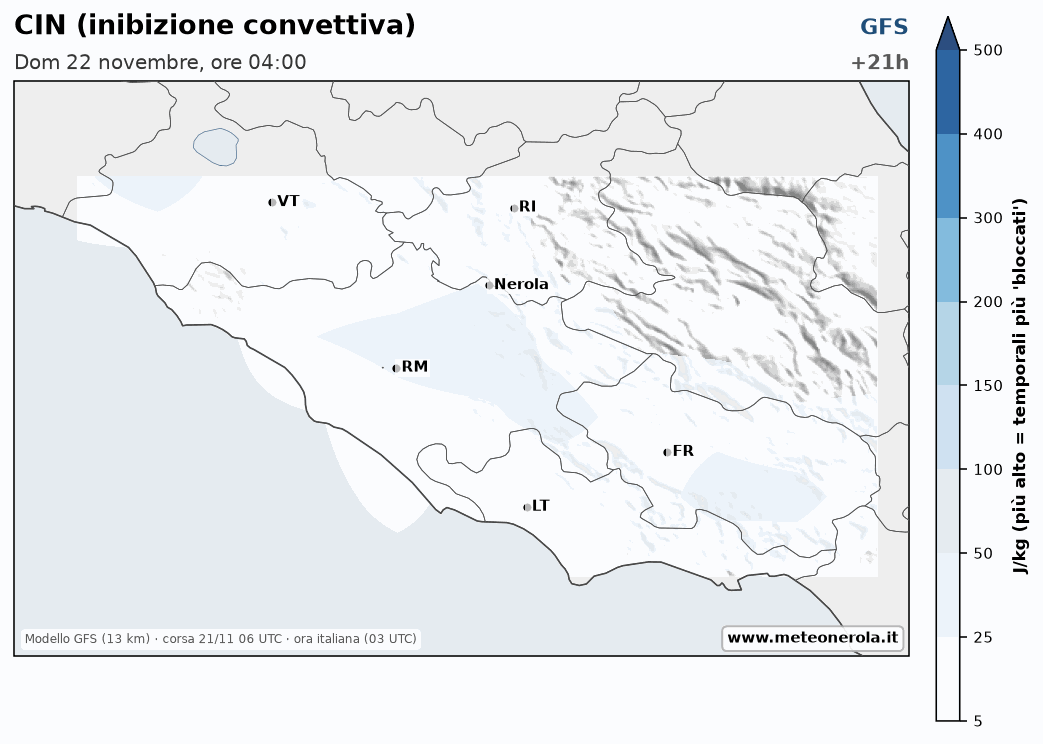 CIN (inibizione convettiva)
GFS
Dom 22 novembre, ore 04:00
+21h
VT
RI
Nerola
RM
FR
LT
Modello GFS (13 km) · corsa 21/11 06 UTC · ora italiana (03 UTC)
www.meteonerola.it
500
400
300
200
150
100
50
25
5
J/kg (più alto = temporali più 'bloccati')